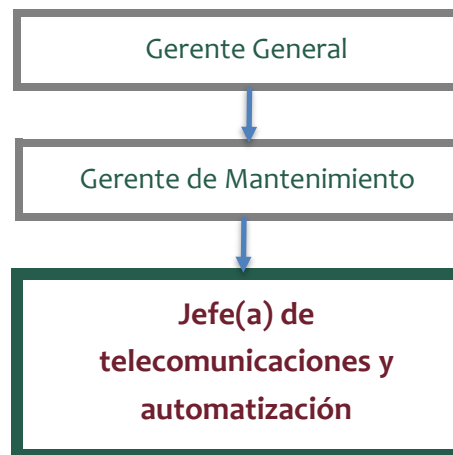 Gerente General
Gerente de Mantenimiento
Jefe(a) de
telecomunicaciones y
automatización